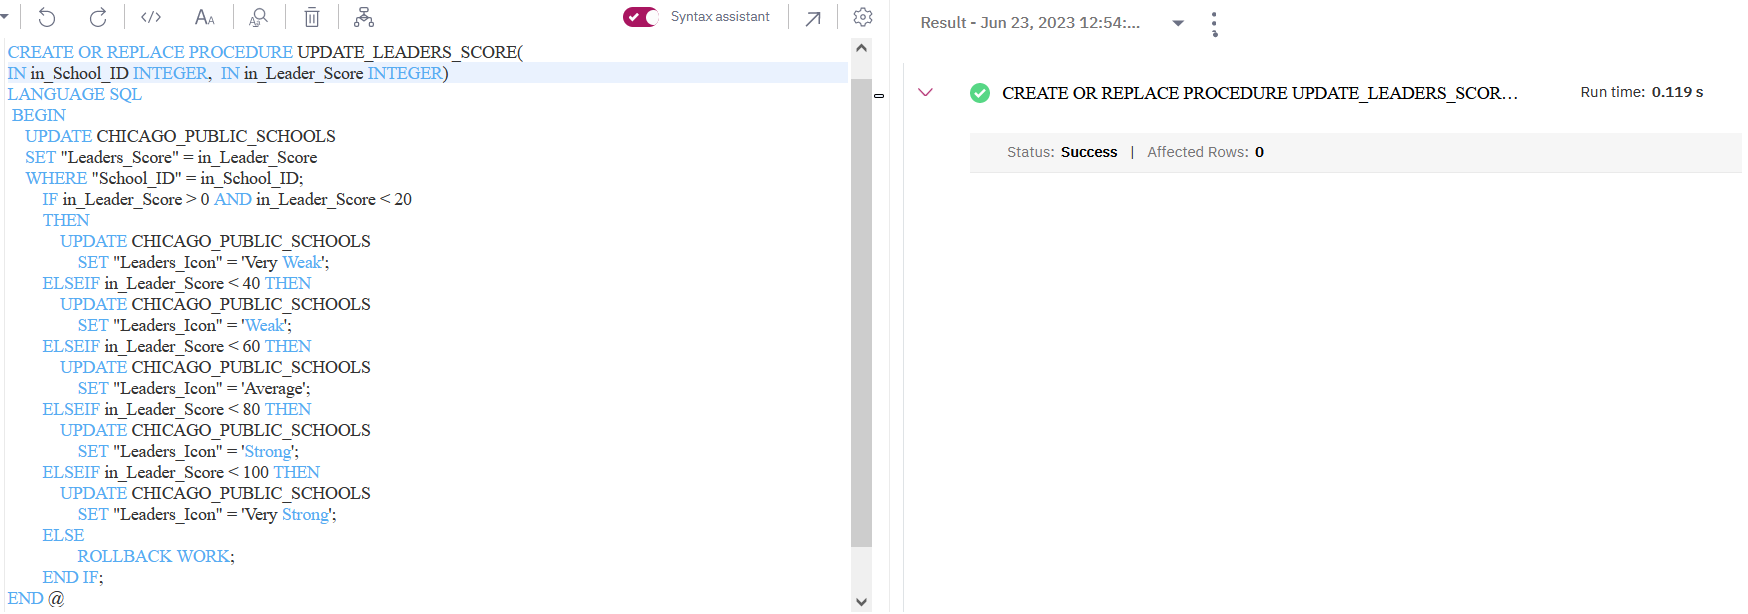 </>
AA
Syntax assistant
Result - Jun 23, 2023 12:54:...
CREATE OR REPLACE PROCEDURE UPDATE_LEADERS_SCORE(
IN in_School_ID INTEGER,  IN in_Leader_Score INTEGER)
LANGUAGE SQL
BEGIN
UPDATE CHICAGO_PUBLIC_SCHOOLS
SET "Leaders_Score" = in_Leader_Score
WHERE "School_ID" = in_School_ID;
IF in_Leader_Score > 0 AND in_Leader_Score < 20
THEN
UPDATE CHICAGO_PUBLIC_SCHOOLS
SET "Leaders_Icon" = 'Very Weak';
ELSEIF in_Leader_Score < 40 THEN
UPDATE CHICAGO_PUBLIC_SCHOOLS
SET "Leaders_Icon" = 'Weak';
ELSEIF in_Leader_Score < 60 THEN
UPDATE CHICAGO_PUBLIC_SCHOOLS
SET "Leaders_Icon" = 'Average';
ELSEIF in_Leader_Score < 80 THEN
UPDATE CHICAGO_PUBLIC_SCHOOLS
SET "Leaders_Icon" = 'Strong';
ELSEIF in_Leader_Score < 100 THEN
UPDATE CHICAGO_PUBLIC_SCHOOLS
SET "Leaders_Icon" = 'Very Strong';
ELSE
ROLLBACK WORK;
END IF;
END @
CREATE OR REPLACE PROCEDURE UPDATE_LEADERS_SCOR...
Run time: 0.119 s
Status: Success | Affected Rows: 0